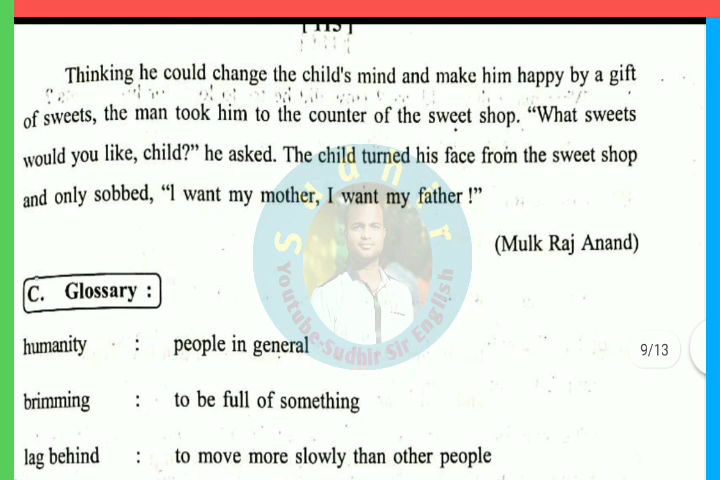 [ 113 ]
Thinking he could change the child's mind and make him happy by a gift
of sweets, the man took him to the counter of the sweet shop. “What sweets
would you like, child?” he asked. The child turned his face from the sweet shop
and only sobbed, “I want my mother, I want my father !”
(Mulk Raj Anand)
C. Glossary :
humanity : people in general
9/13
brimming : to be full of something
lag behind : to move more slowly than other people
Sudhir
Youtube-Sudhir Sir English